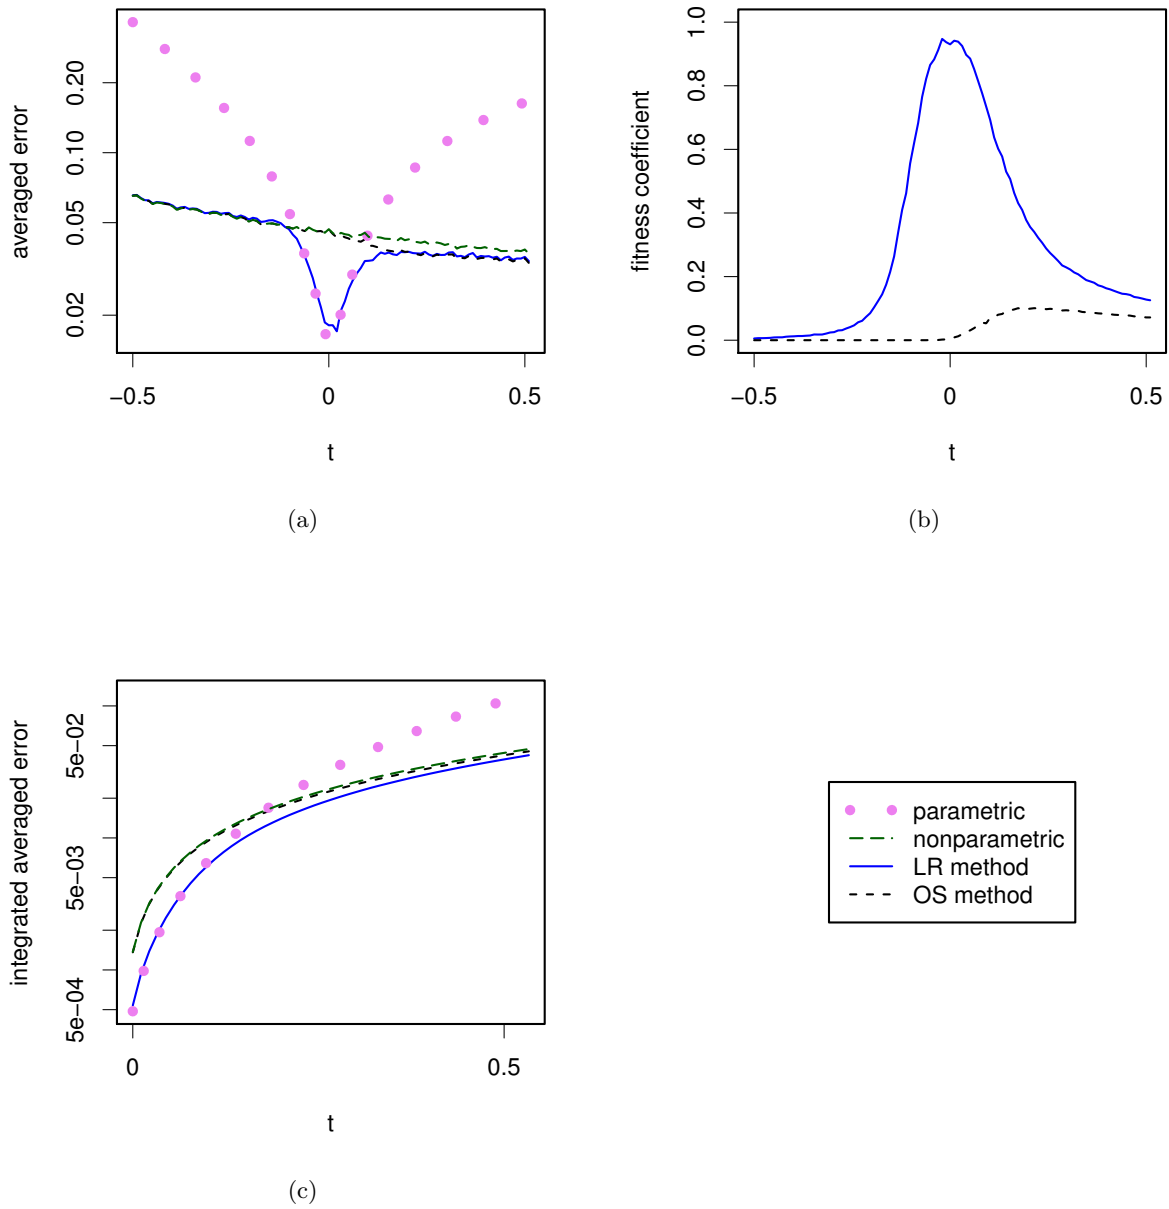 averaged error
0.20
0.10
0.05
0.02
−0.5 0 0.5
t
(a)
fitness coefficient
1.0
0.8
0.6
0.4
0.2
0.0
−0.5 0 0.5
t
(b)
integrated averaged error
5e−02
5e−03
5e−04
0 0.5
t
(c)
parametric
nonparametric
LR method
OS method